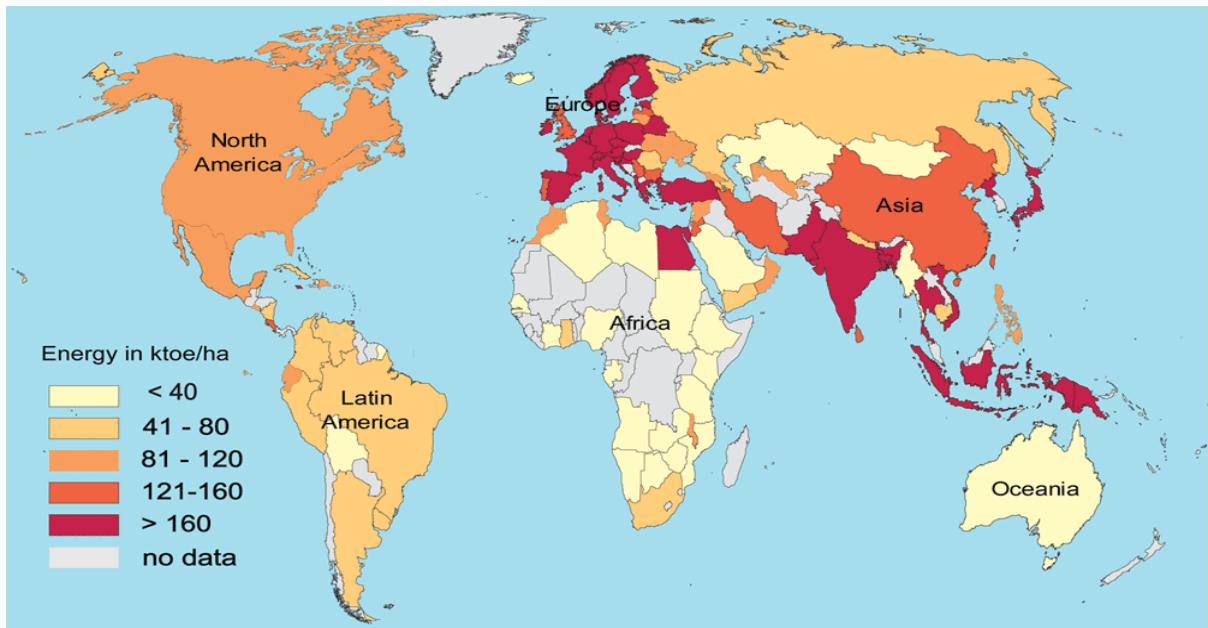 Europe
North
America
Asia
Africa
Energy in ktoe/ha
< 40
Latin
America
41 - 80
81 - 120
121-160
Oceania
> 160
no data